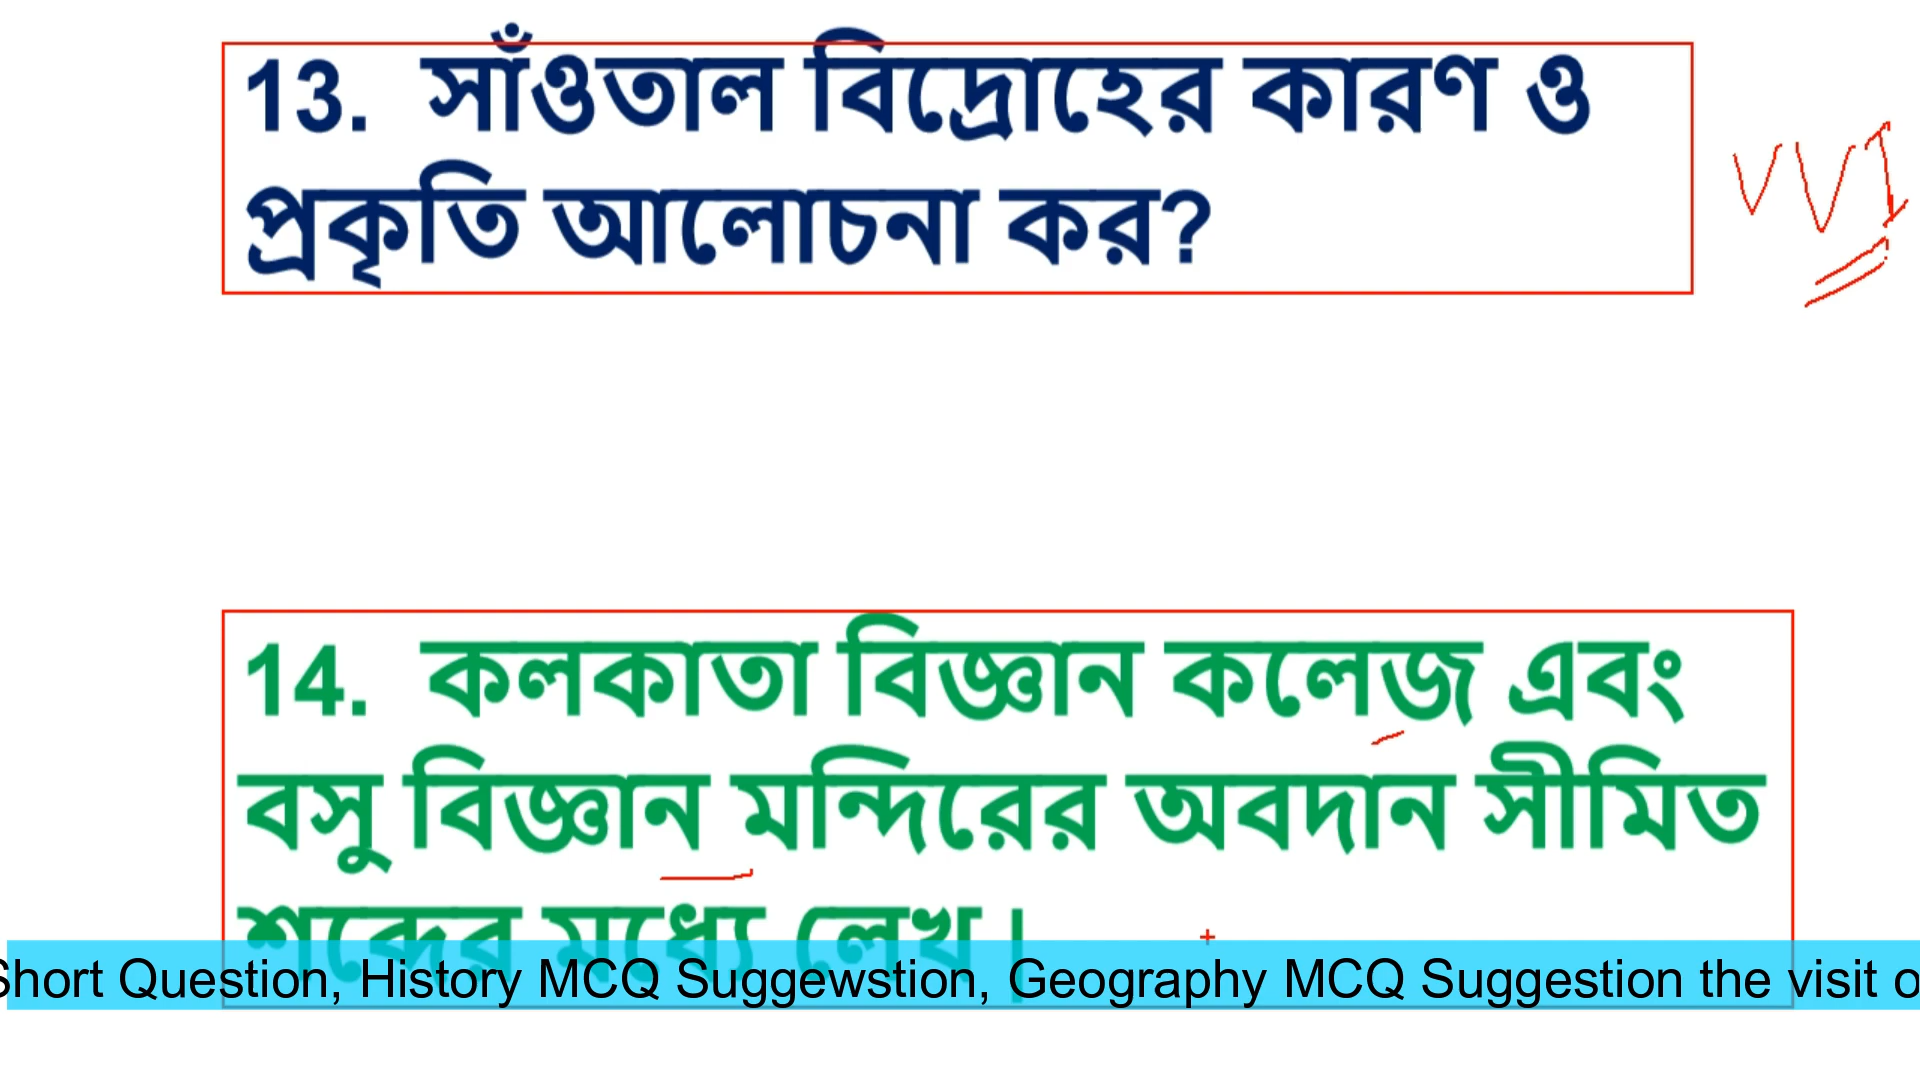 13. সাঁওতাল বিদ্রোহের কারণ ও
প্রকৃতি আলোচনা কর?
VVI
14. কলকাতা বিজ্ঞান কলেজ এবং
বসু বিজ্ঞান মন্দিরের অবদান সীমিত
শব্দের মধ্যে লেখ।
Short Question, History MCQ Suggewstion, Geography MCQ Suggestion the visit